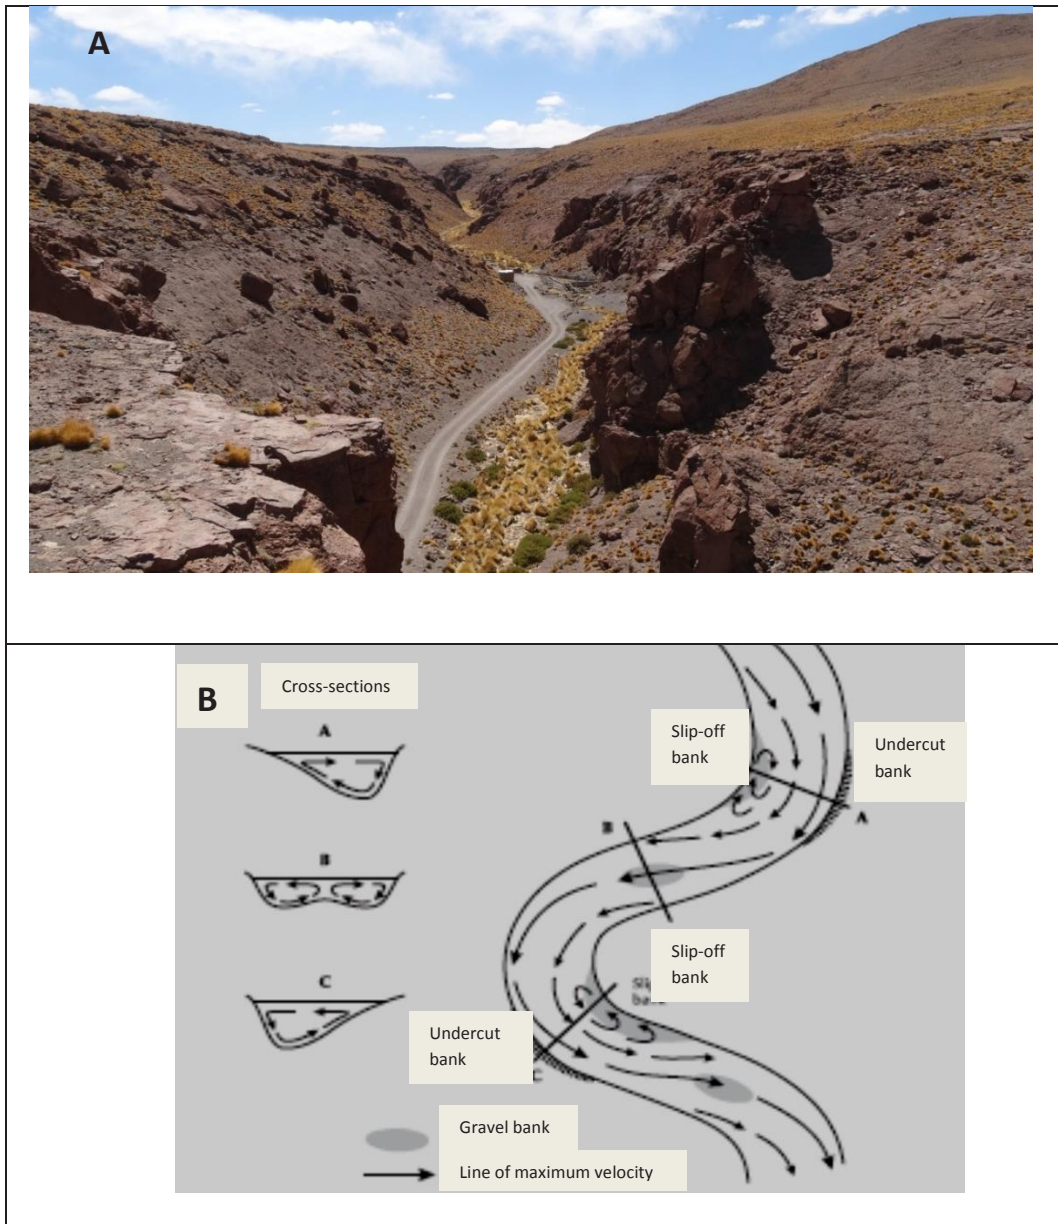 A
B
Cross-sections
A
B
C
Slip-off
bank
Undercut
bank
A
B
Slip-off
bank
Undercut
bank
C
Gravel bank
Line of maximum velocity